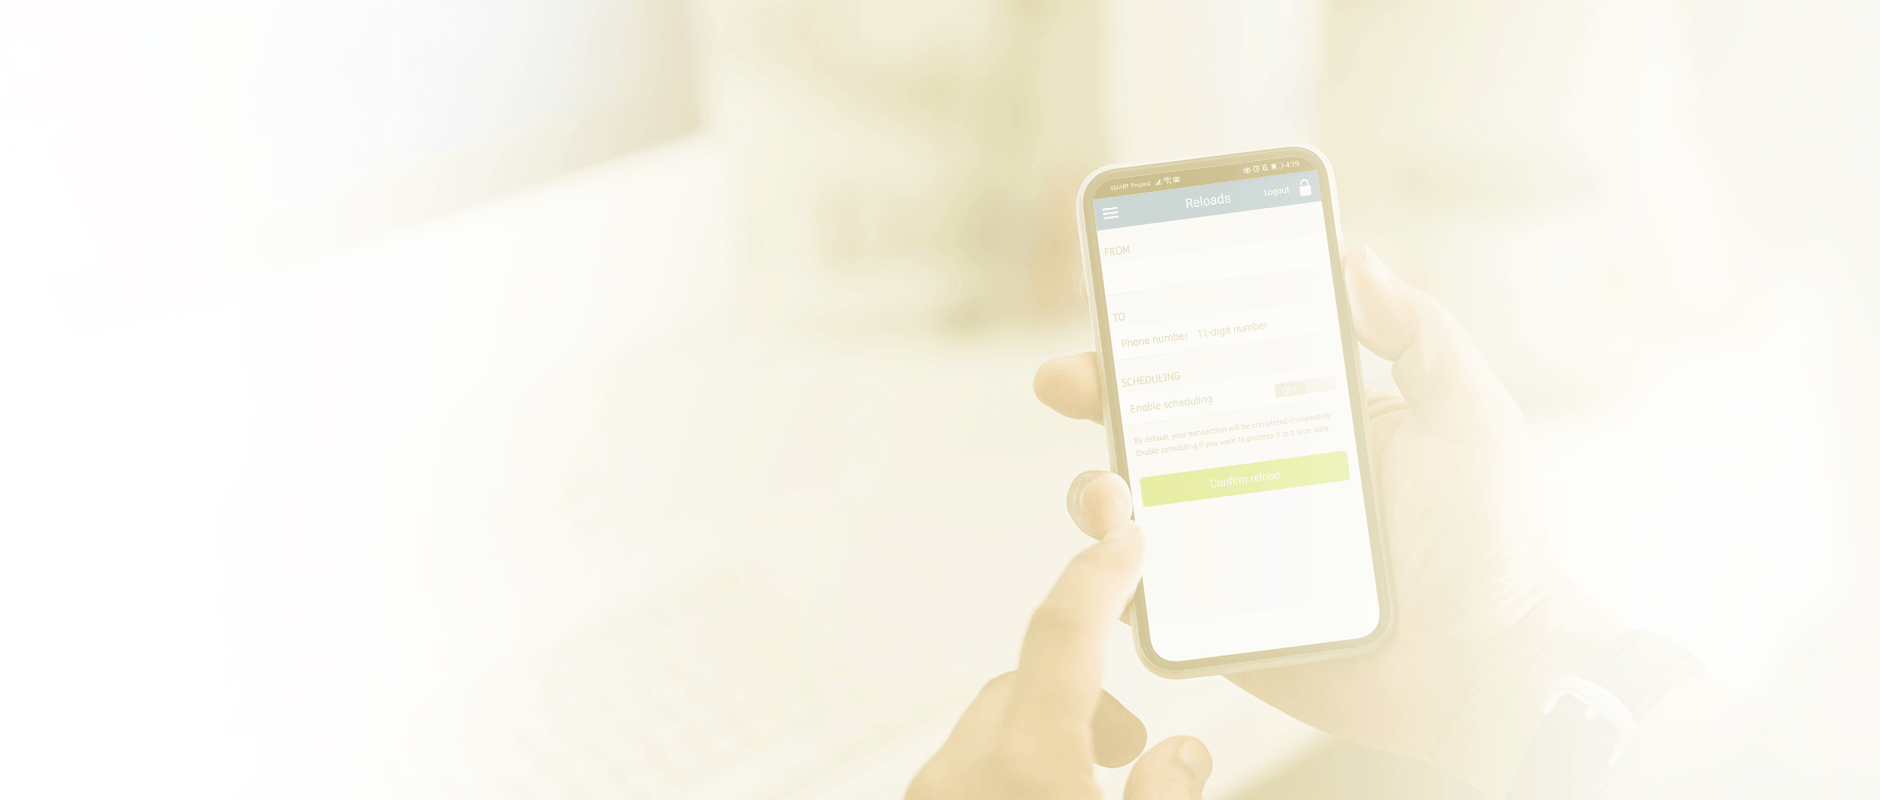 SMART Prepaid 4:19
Reloads Logout
FROM
TO
Phone number 11-digit number
SCHEDULING
Enable scheduling OFF
By default, your transaction will be completed immediately.
Enable scheduling if you want to process it at a later date.
Confirm reload